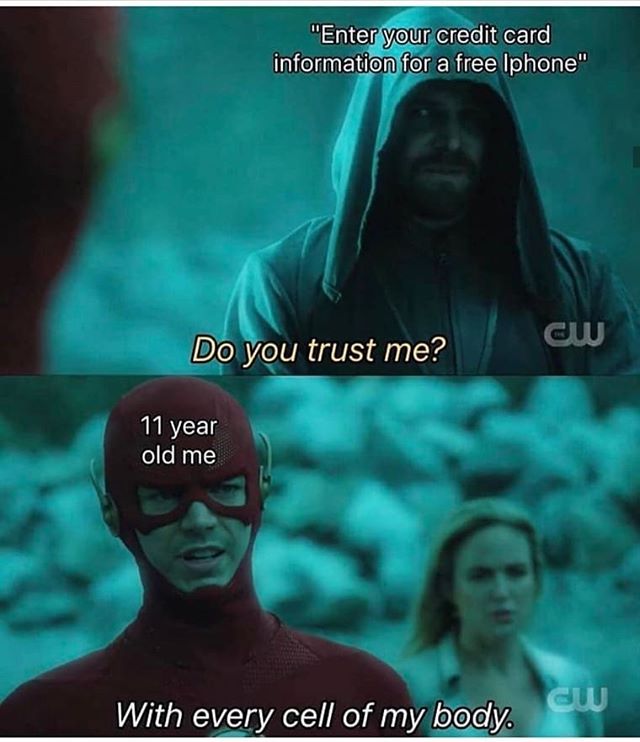 "Enter your credit card
information for a free Iphone"
Do you trust me?
THE CW
11 year
old me
With every cell of my body.
CW